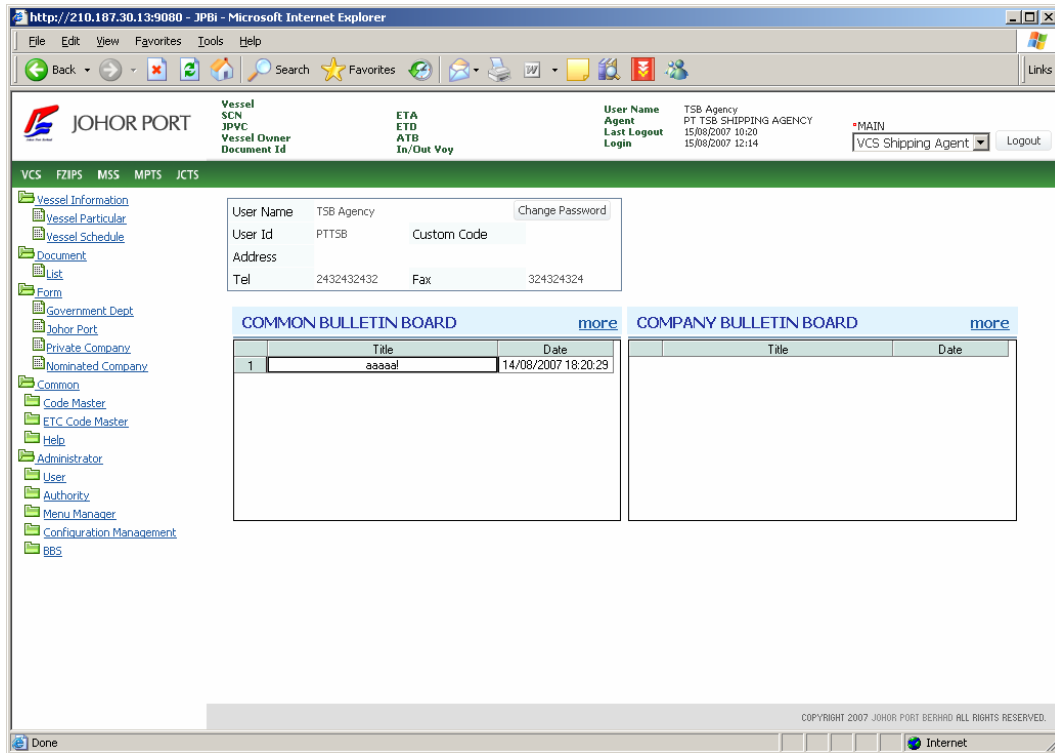 http://210.187.30.13:9080 - JPBi - Microsoft Internet Explorer
File Edit View Favorites Tools Help
Back Search Favorites Links
JOHOR PORT
Vessel
SCN ETA
JPVC ETD
Vessel Owner ATB
Document Id In/Out Voy
User Name TSB Agency
Agent PT TSB SHIPPING AGENCY
Last Logout 15/08/2007 10:20
Login 15/08/2007 12:14
*MAIN
VCS Shipping Agent Logout
VCS FZIPS MSS MPTS JCTS
Vessel Information
Vessel Particular
Vessel Schedule
Document
List
Form
Government Dept
Johor Port
Private Company
Nominated Company
Common
Code Master
ETC Code Master
Help
Administrator
User
Authority
Menu Manager
Configuration Management
BBS
User Name TSB Agency Change Password
User Id PTTSB Custom Code
Address
Tel 2432432432 Fax 324324324
COMMON BULLETIN BOARD more
Title Date
1 aaaaa! 14/08/2007 18:20:29
COMPANY BULLETIN BOARD more
Title Date
COPYRIGHT 2007 JOHOR PORT BERHAD ALL RIGHTS RESERVED.
Done Internet